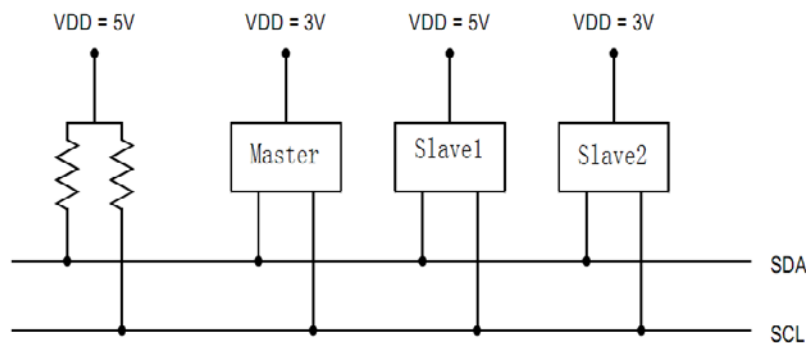 VDD = 5V VDD = 3V VDD = 5V VDD = 3V
Master Slave1 Slave2
SDA
SCL